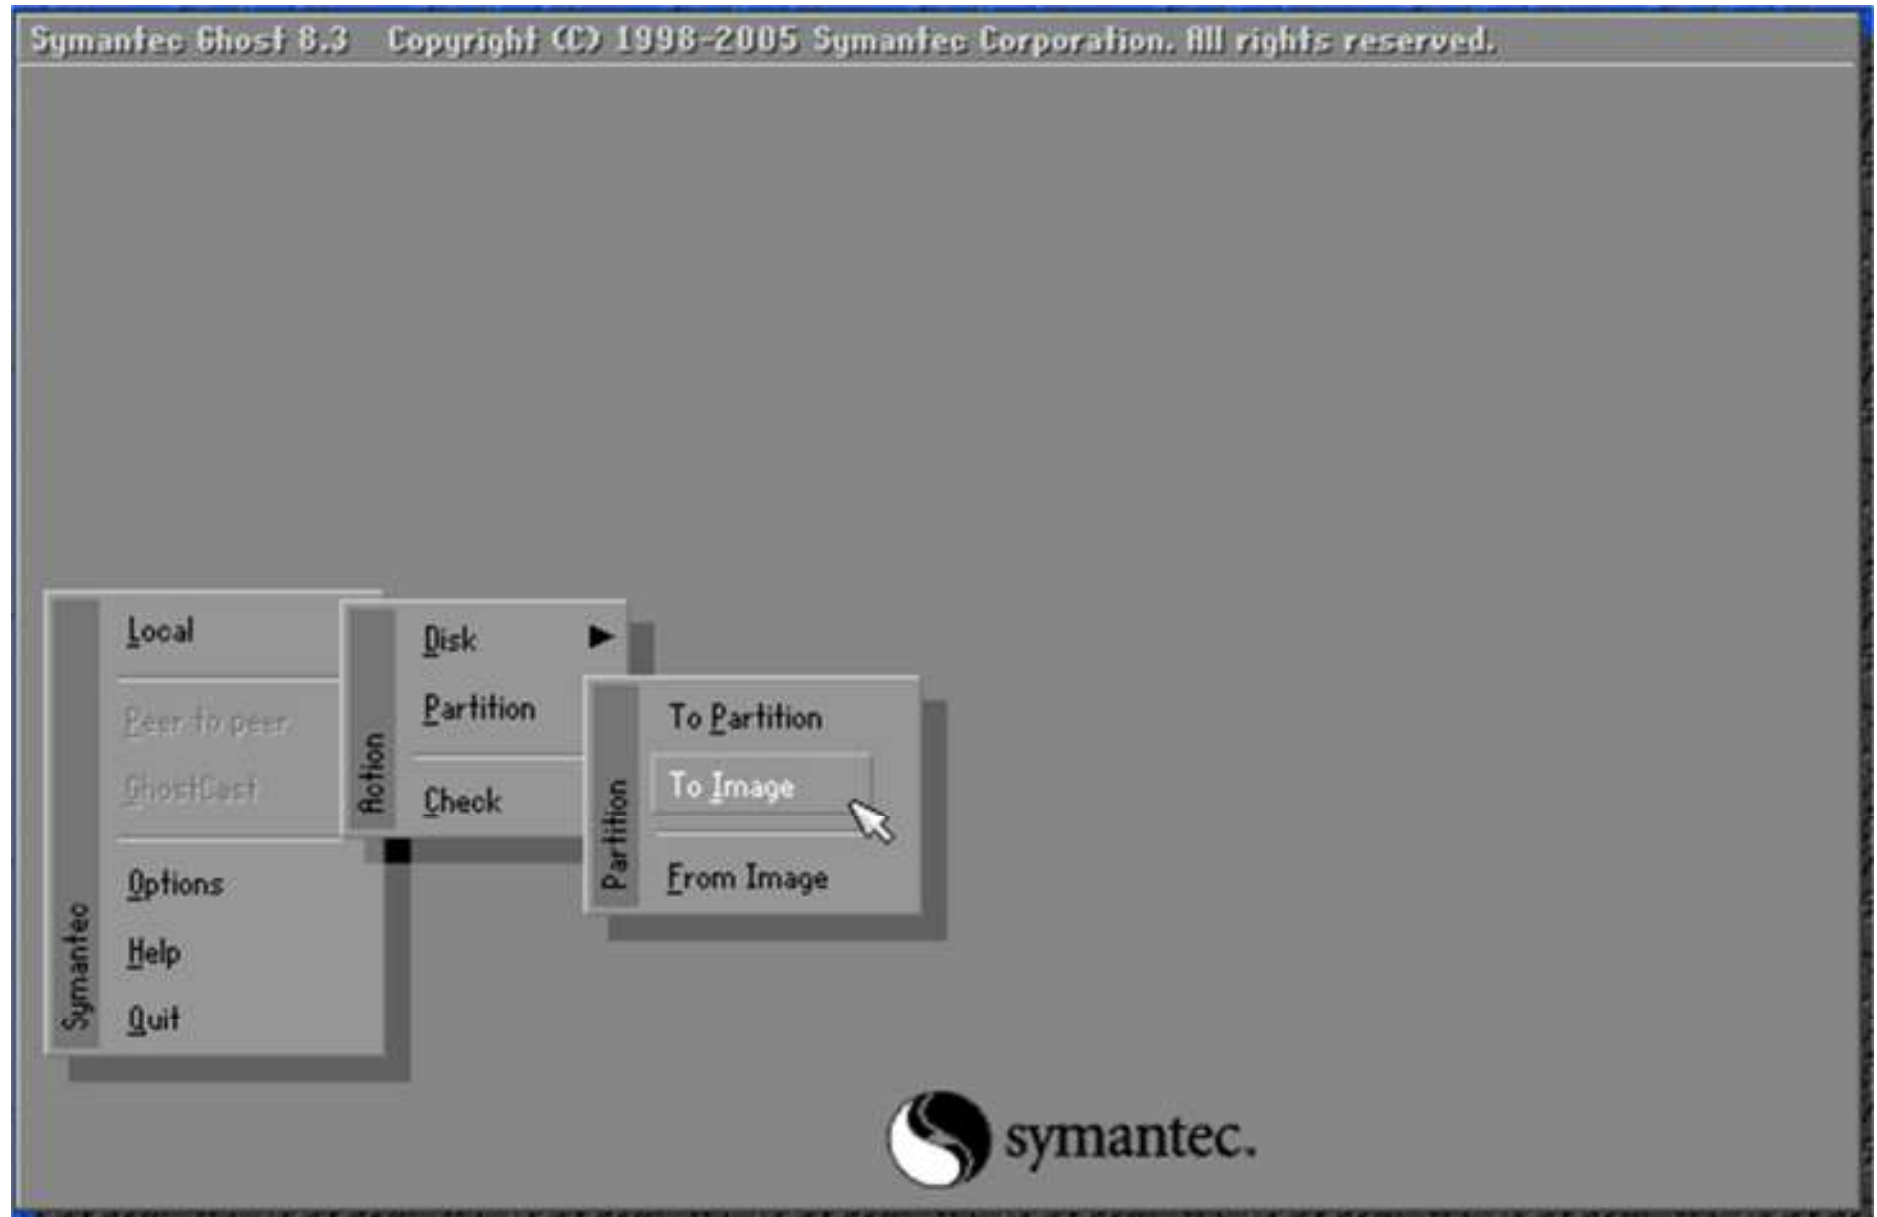 Symantec Ghost 8.3 Copyright (C) 1998-2005 Symantec Corporation. All rights reserved.
Symantec
Local
Peer to peer
GhostCast
Options
Help
Quit
Action
Disk
Partition
Check
Partition
To Partition
To Image
From Image
symantec.